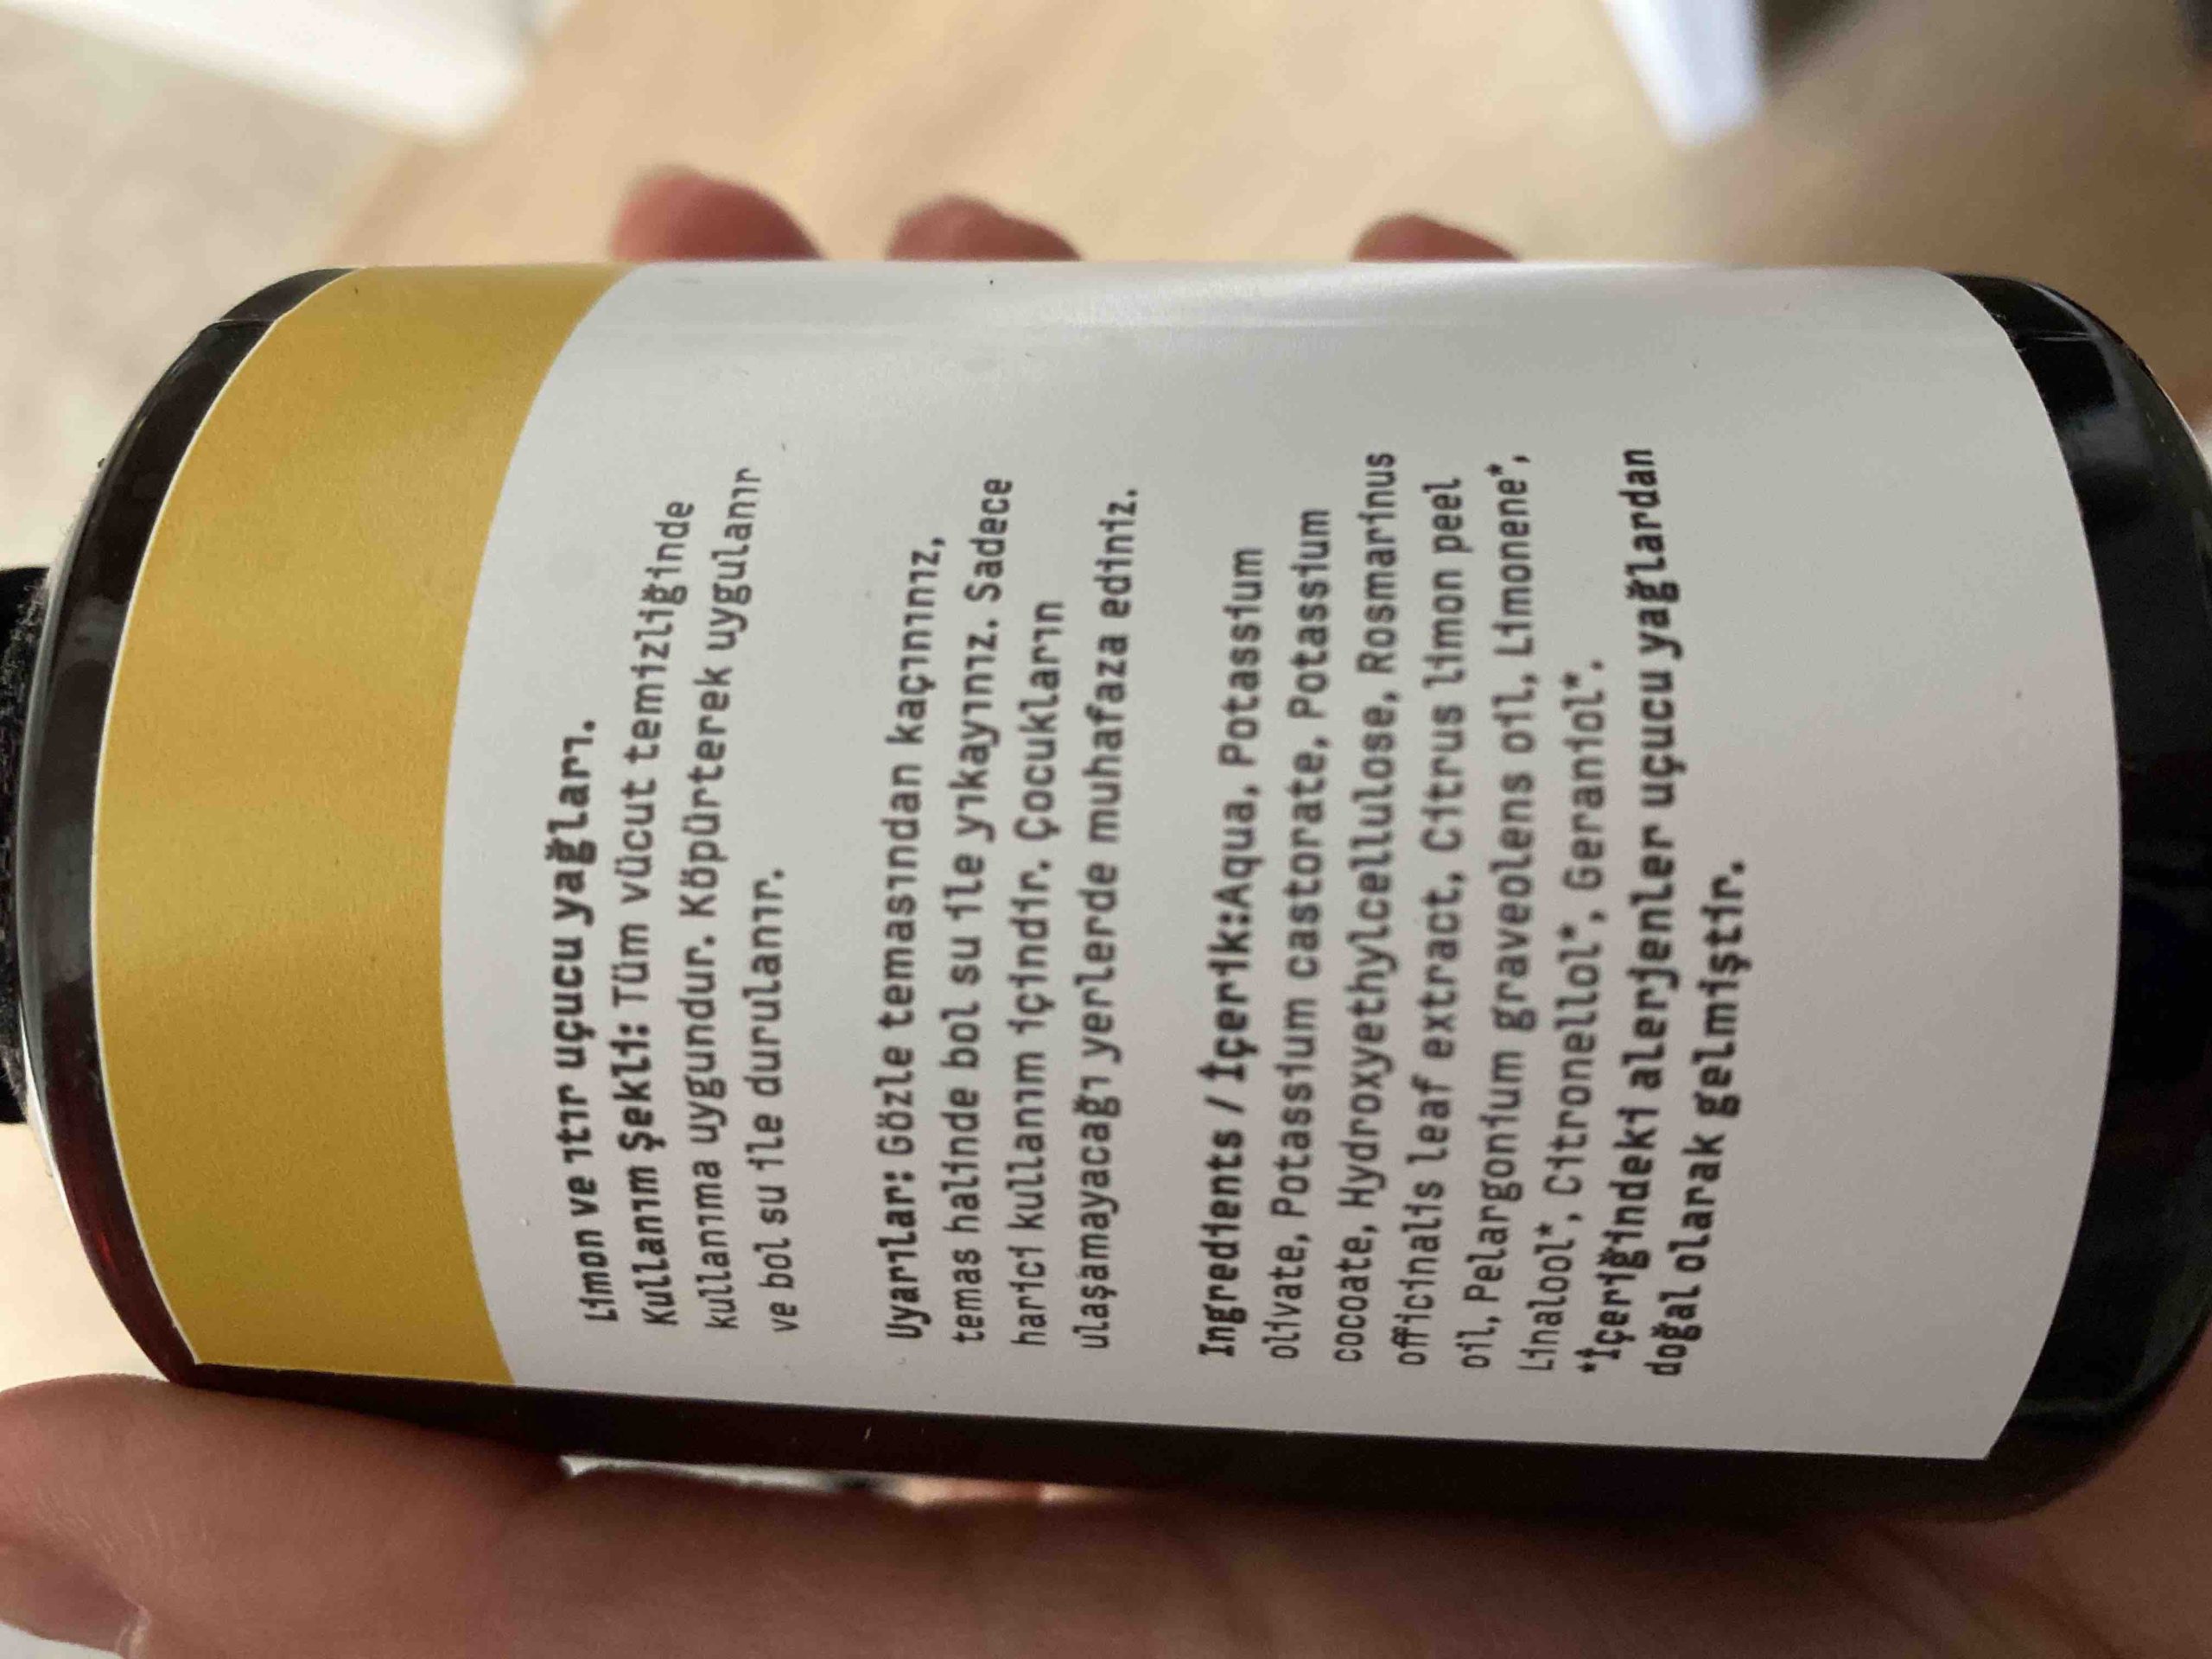 Limon ve ıtır uçucu yağları.
Kullanım Şekli: Tüm vücut temizliğinde
kullanıma uygundur. Köpürterek uygulanır
ve bol su ile durulanır.
Uyarılar: Gözle temasından kaçınınız,
temas halinde bol su ile yıkayınız. Sadece
harici kullanım içindir. Çocukların
ulaşamayacağı yerlerde muhafaza ediniz.
Ingredients / İçerik:Aqua, Potassium
olivate, Potassium castorate, Potassium
cocoate, Hydroxyethylcellulose, Rosmarinus
officinalis leaf extract, Citrus limon peel
oil, Pelargonium graveolens oil, Limonene*,
Linalool*, Citronellol*, Geraniol*.
*İçeriğindeki alerjenler uçucu yağlardan
doğal olarak gelmiştir.